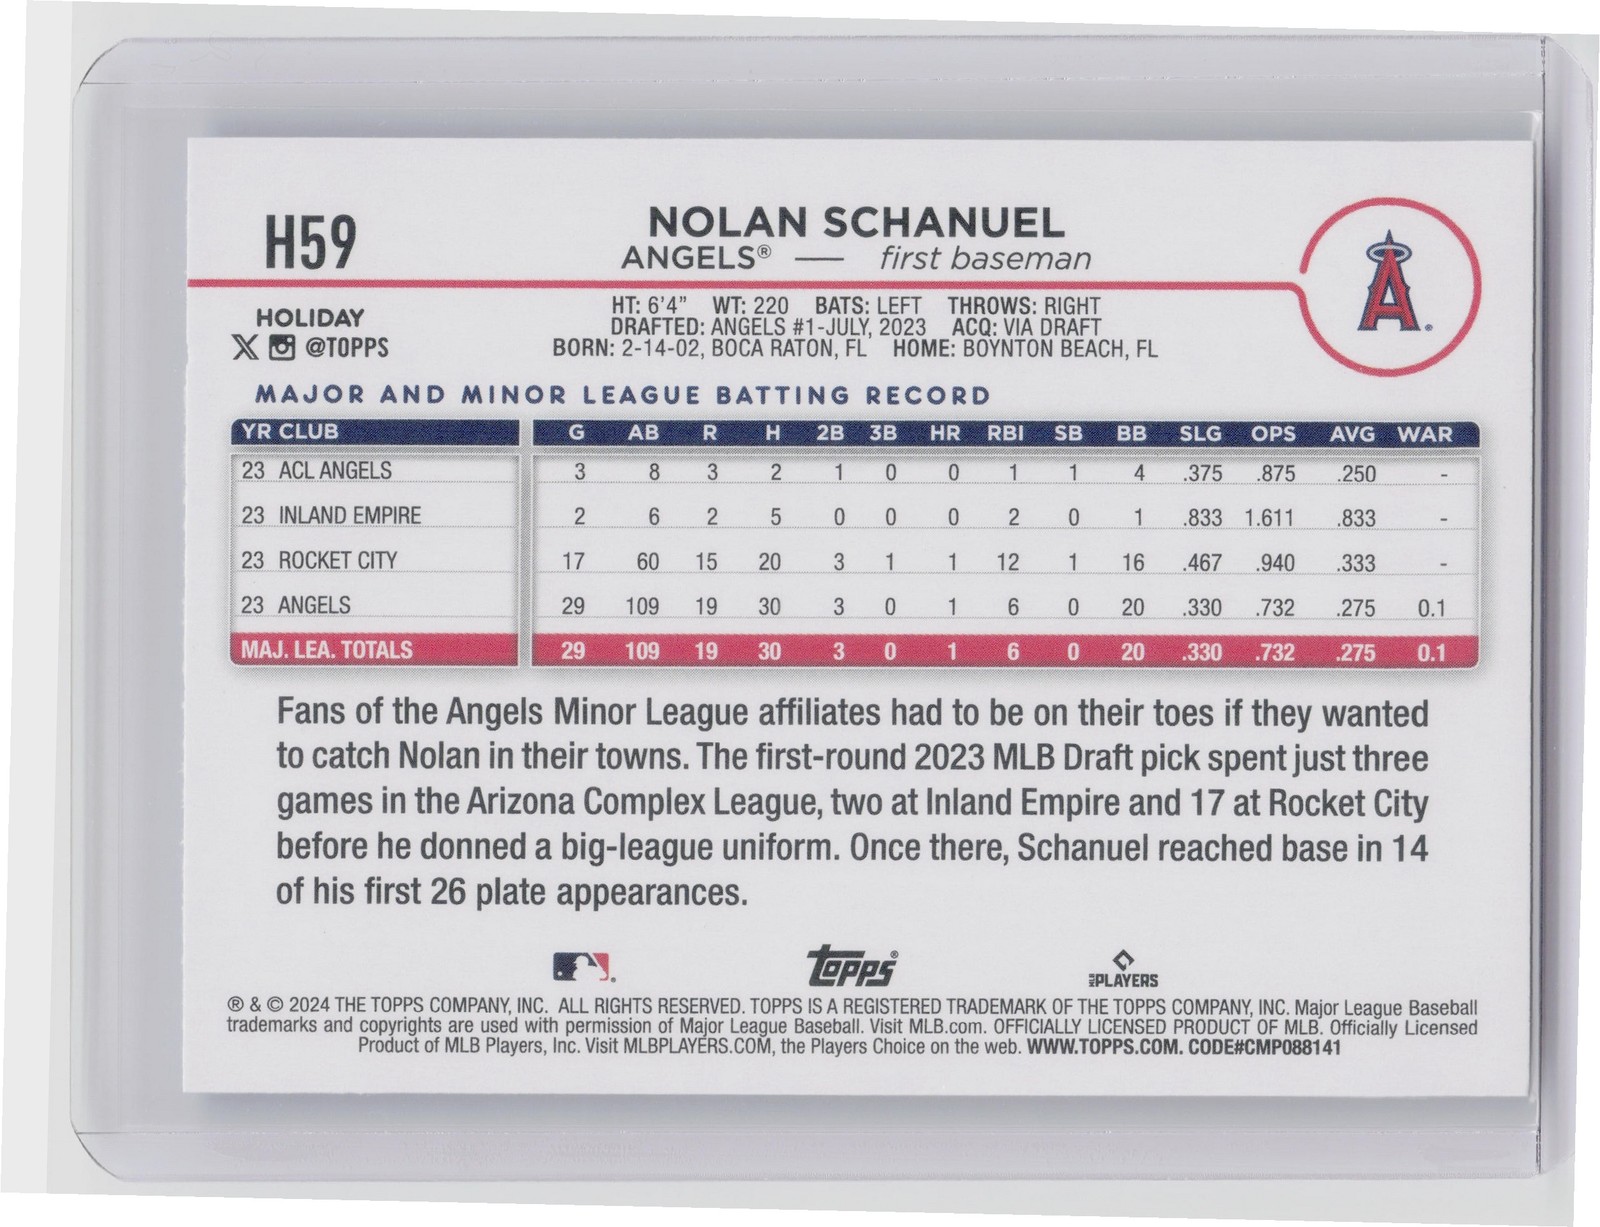 H59
NOLAN SCHANUEL
ANGELS® — first baseman
HOLIDAY
@TOPPS
HT: 6'4" WT: 220 BATS: LEFT THROWS: RIGHT
DRAFTED: ANGELS #1-JULY, 2023 ACQ: VIA DRAFT
BORN: 2-14-02, BOCA RATON, FL HOME: BOYNTON BEACH, FL
A
MAJOR AND MINOR LEAGUE BATTING RECORD
YR CLUB G AB R H 2B 3B HR RBI SB BB SLG OPS AVG WAR
23 ACL ANGELS 3 8 3 2 1 0 0 1 1 4 .375 .875 .250 -
23 INLAND EMPIRE 2 6 2 5 0 0 0 2 0 1 .833 1.611 .833 -
23 ROCKET CITY 17 60 15 20 3 1 1 12 1 16 .467 .940 .333 -
23 ANGELS 29 109 19 30 3 0 1 6 0 20 .330 .732 .275 0.1
MAJ. LEA. TOTALS 29 109 19 30 3 0 1 6 0 20 .330 .732 .275 0.1
Fans of the Angels Minor League affiliates had to be on their toes if they wanted
to catch Nolan in their towns. The first-round 2023 MLB Draft pick spent just three
games in the Arizona Complex League, two at Inland Empire and 17 at Rocket City
before he donned a big-league uniform. Once there, Schanuel reached base in 14
of his first 26 plate appearances.
Topps®
MLB PLAYERS
® & © 2024 THE TOPPS COMPANY, INC. ALL RIGHTS RESERVED. TOPPS IS A REGISTERED TRADEMARK OF THE TOPPS COMPANY, INC. Major League Baseball
trademarks and copyrights are used with permission of Major League Baseball. Visit MLB.com. OFFICIALLY LICENSED PRODUCT OF MLB. Officially Licensed
Product of MLB Players, Inc. Visit MLBPLAYERS.COM, the Players Choice on the web. WWW.TOPPS.COM. CODE#CMP088141